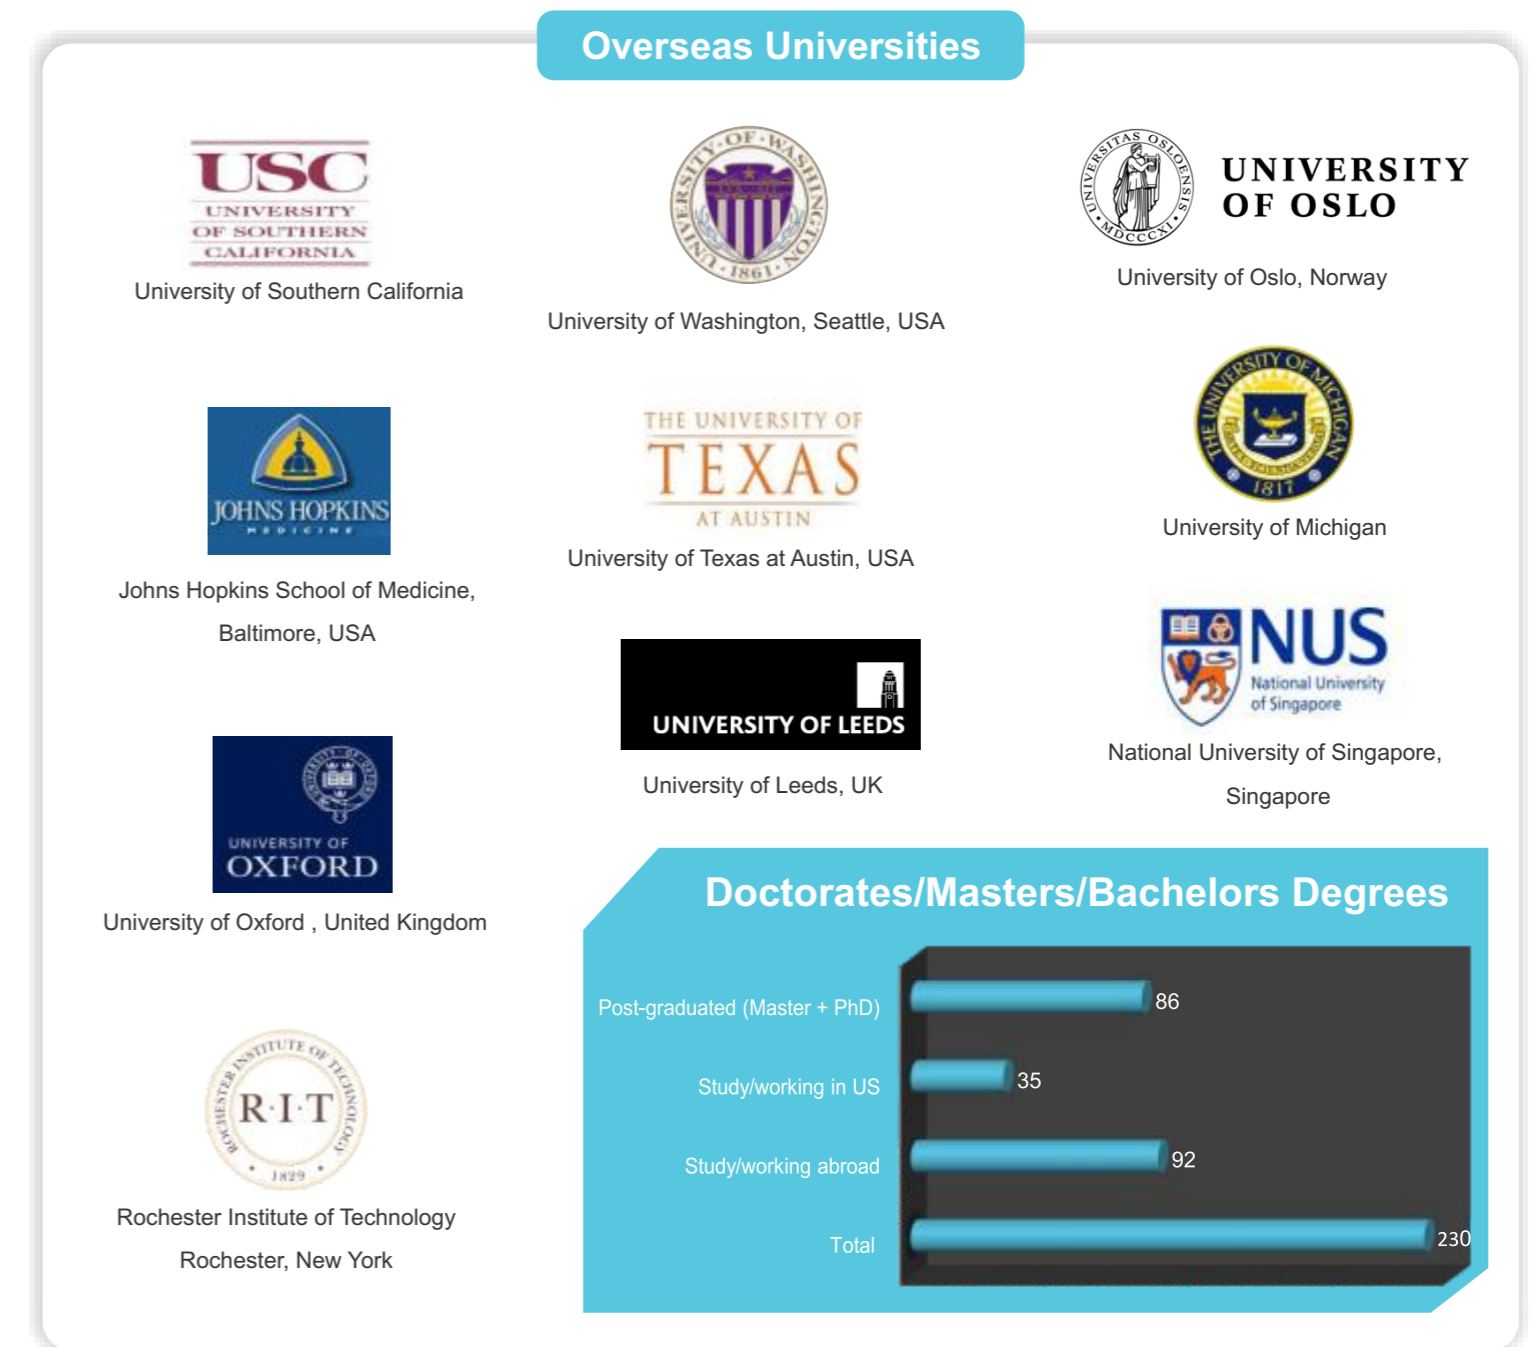 Overseas Universities
USC
UNIVERSITY
OF SOUTHERN
CALIFORNIA
University of Southern California
UNIVERSITY·OF·WASHINGTON
·1861·
University of Washington, Seattle, USA
UNIVERSITAS OSLOENSIS
MDCCCXI
UNIVERSITY
OF OSLO
University of Oslo, Norway
JOHNS HOPKINS
MEDICINE
Johns Hopkins School of Medicine,
Baltimore, USA
THE UNIVERSITY OF
TEXAS
AT AUSTIN
University of Texas at Austin, USA
THE UNIVERSITY OF MICHIGAN
1817
University of Michigan
UNIVERSITY OF LEEDS
University of Leeds, UK
NUS
National University
of Singapore
National University of Singapore,
Singapore
UNIVERSITY OF
OXFORD
University of Oxford , United Kingdom
ROCHESTER INSTITUTE OF TECHNOLOGY
R·I·T
· 1829 ·
Rochester Institute of Technology
Rochester, New York
Doctorates/Masters/Bachelors Degrees
Post-graduated (Master + PhD)
86
Study/working in US
35
Study/working abroad
92
Total
230